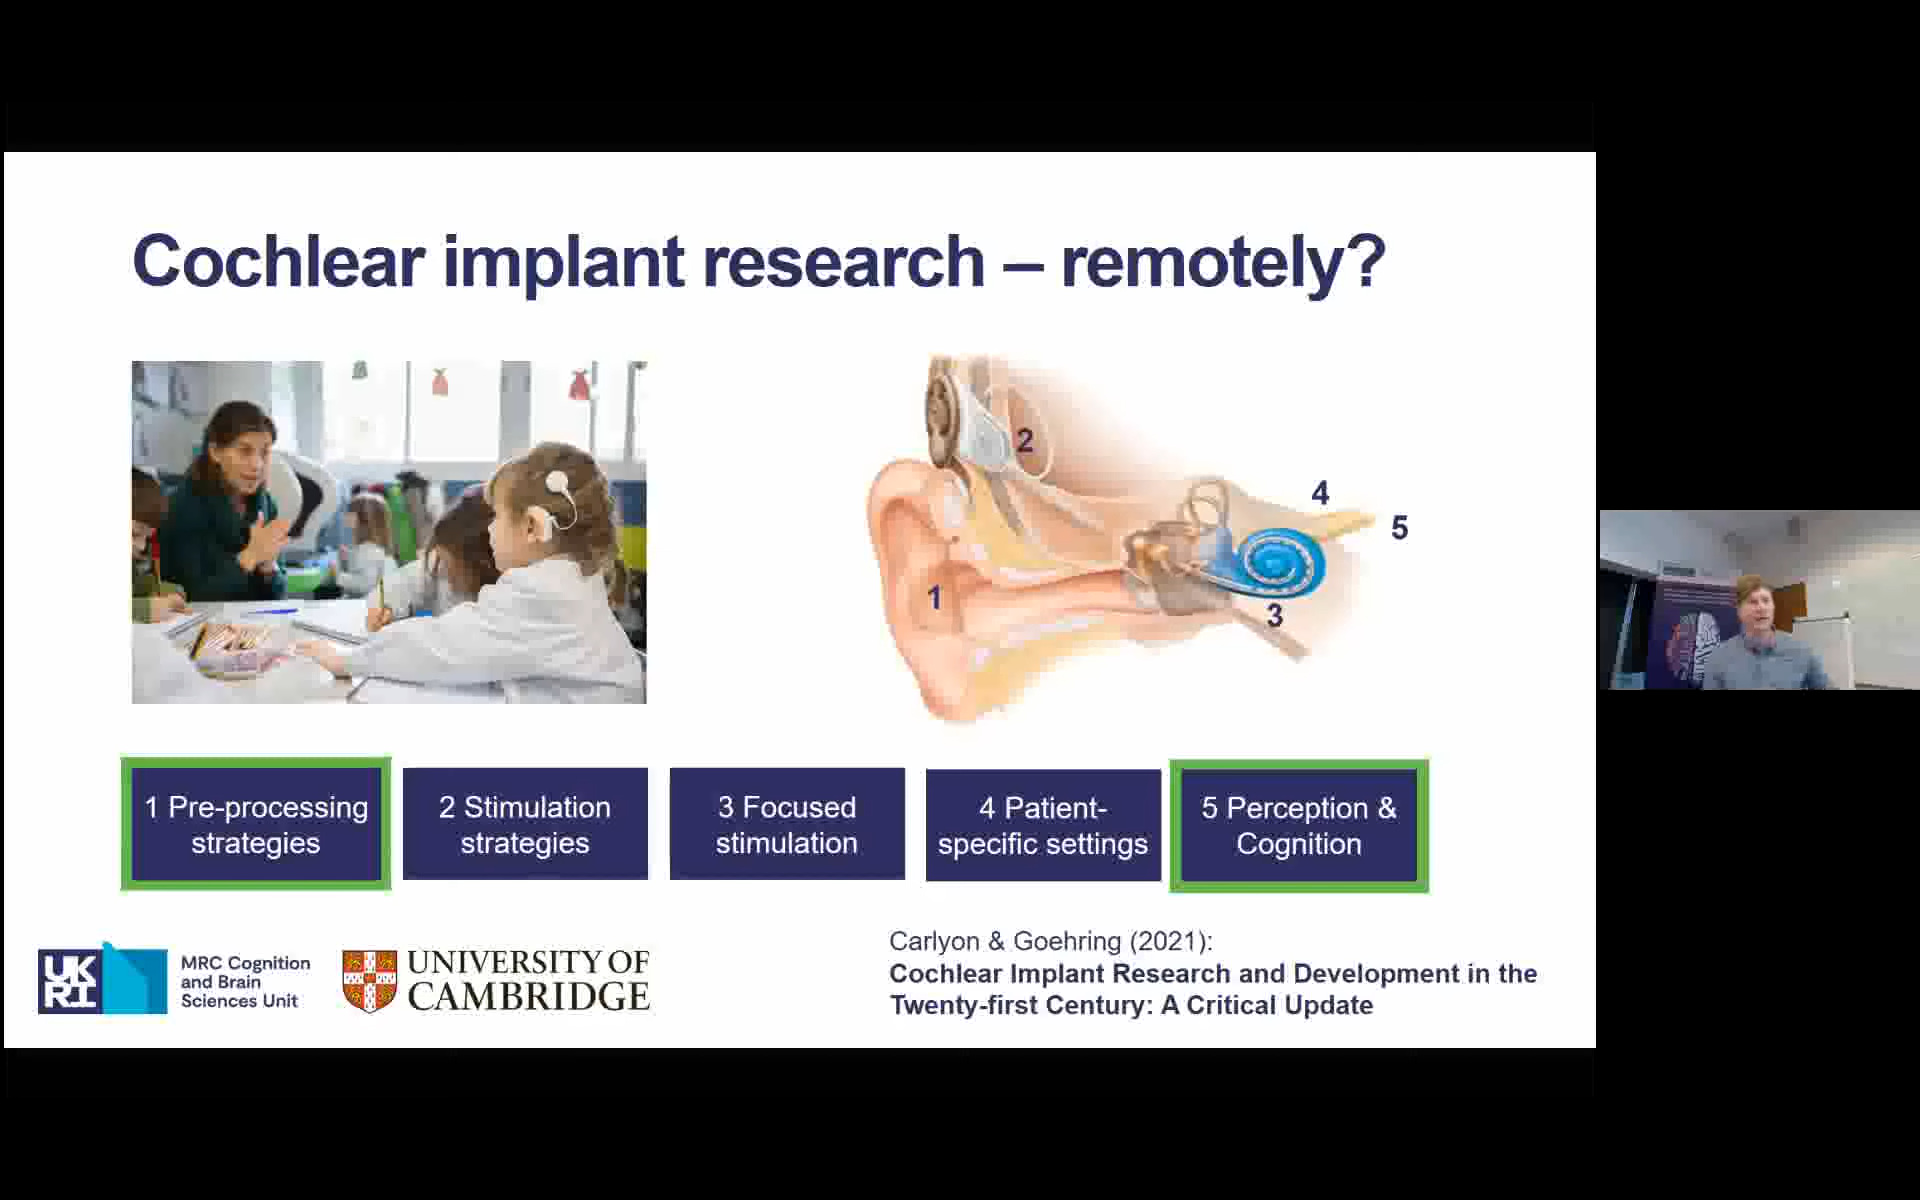 Cochlear implant research – remotely?
2
4
5
1
3
1 Pre-processing
strategies
2 Stimulation
strategies
3 Focused
stimulation
4 Patient-
specific settings
5 Perception &
Cognition
UK
RI
MRC Cognition
and Brain
Sciences Unit
UNIVERSITY OF
CAMBRIDGE
Carlyon & Goehring (2021):
Cochlear Implant Research and Development in the
Twenty-first Century: A Critical Update